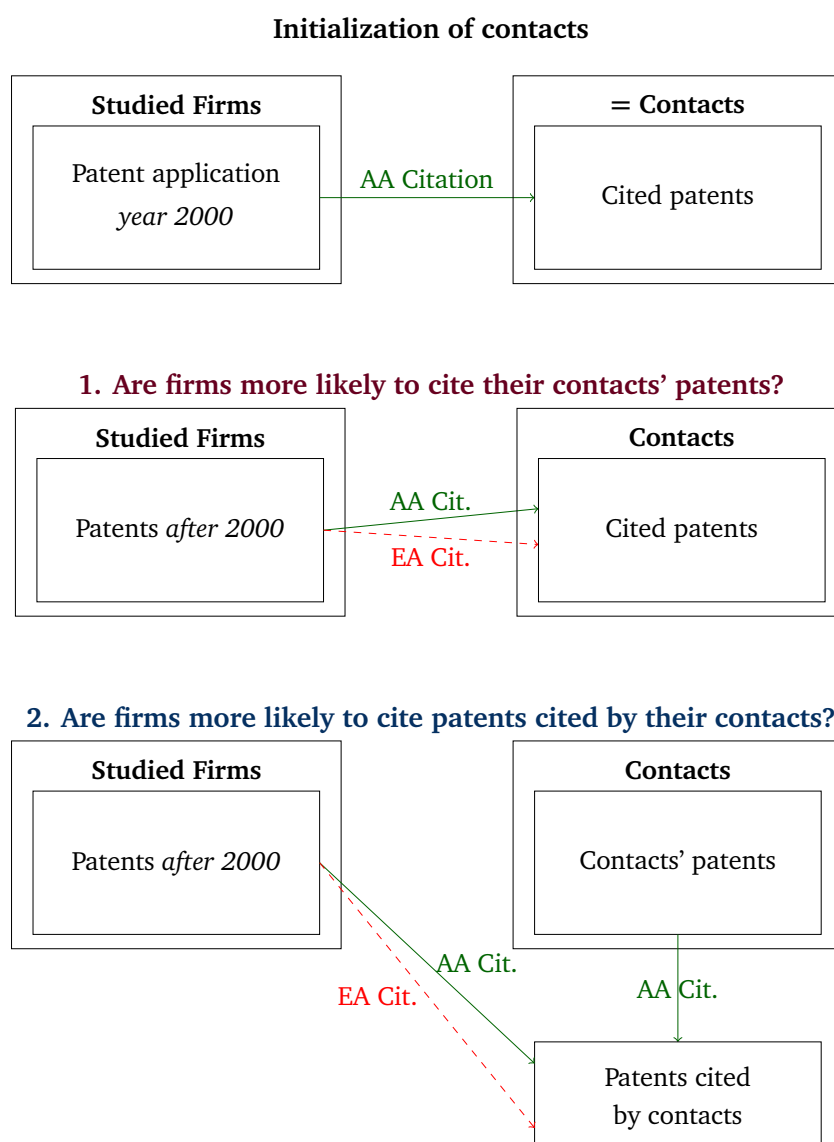 Initialization of contacts
Studied Firms
= Contacts
Patent application
year 2000
AA Citation
Cited patents
1. Are firms more likely to cite their contacts' patents?
Studied Firms
Contacts
Patents after 2000
AA Cit.
EA Cit.
Cited patents
2. Are firms more likely to cite patents cited by their contacts?
Studied Firms
Contacts
Patents after 2000
Contacts' patents
AA Cit.
EA Cit.
AA Cit.
Patents cited
by contacts